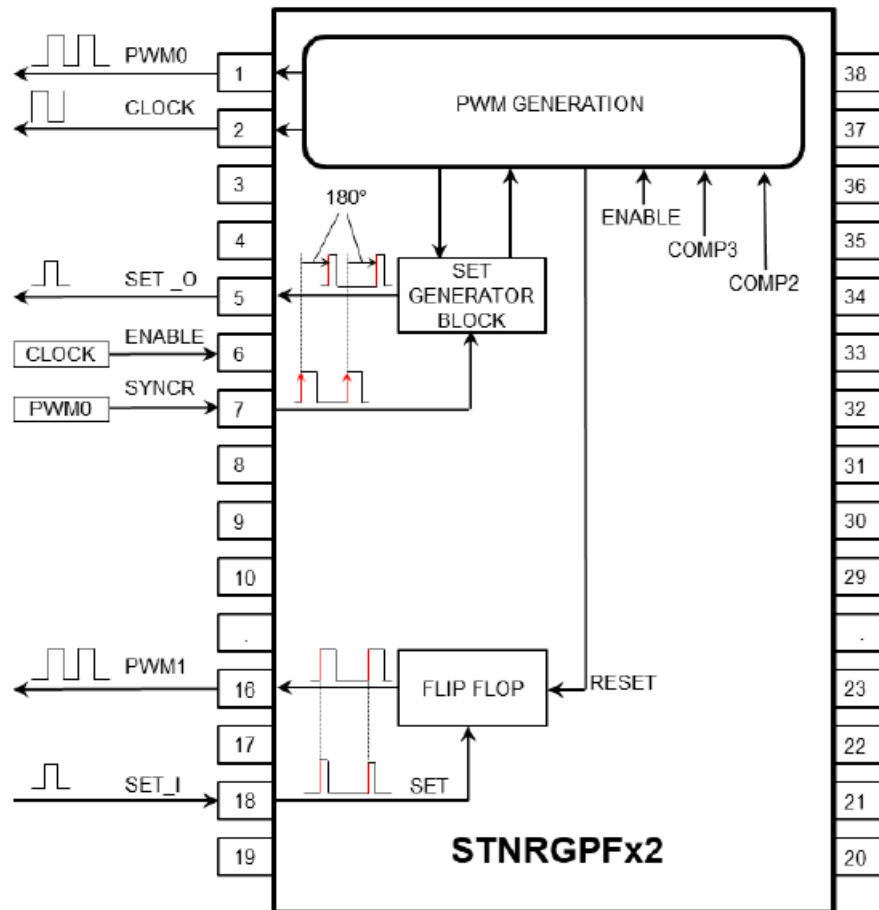 PWM0
1
38
PWM GENERATION
CLOCK
2
37
3
36
180°
ENABLE
4
35
COMP3
SET _O
5
SET
GENERATOR
BLOCK
COMP2
34
ENABLE
CLOCK
6
33
SYNCR
PWM0
7
32
8
31
9
30
10
29
.
.
PWM1
16
FLIP FLOP
RESET
23
17
22
SET_I
18
SET
21
19
STNRGPFx2
20